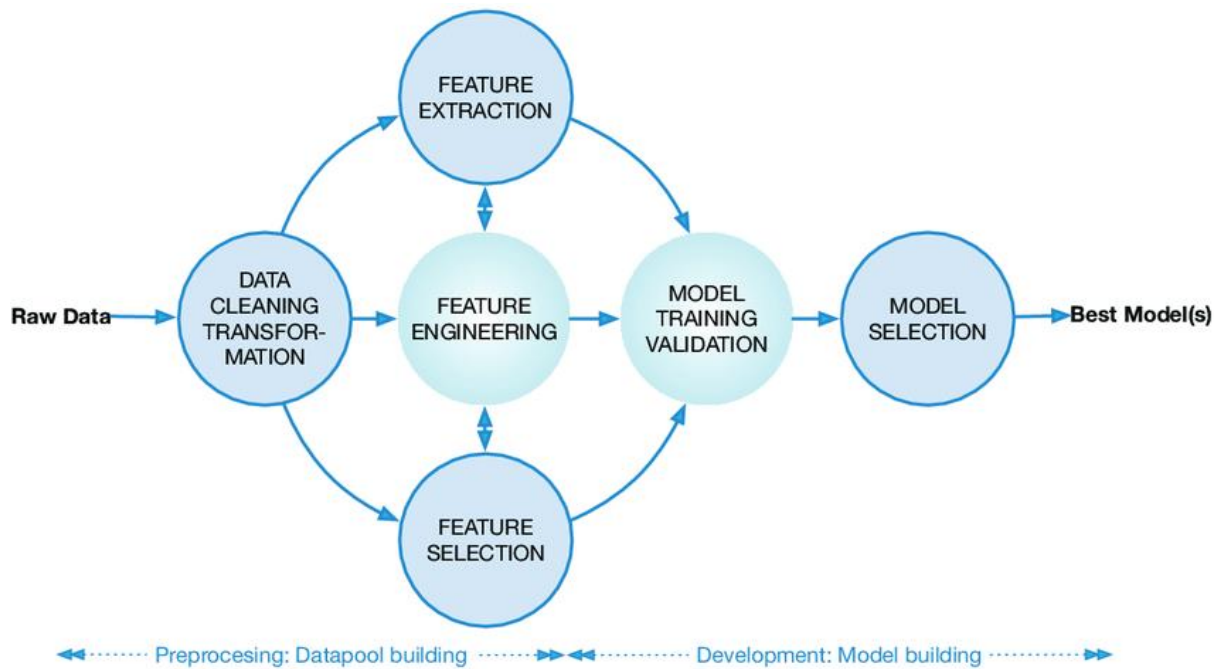 FEATURE
EXTRACTION
Raw Data
DATA
CLEANING
TRANSFOR-
MATION
FEATURE
ENGINEERING
MODEL
TRAINING
VALIDATION
MODEL
SELECTION
Best Model(s)
FEATURE
SELECTION
Preprocesing: Datapool building
Development: Model building